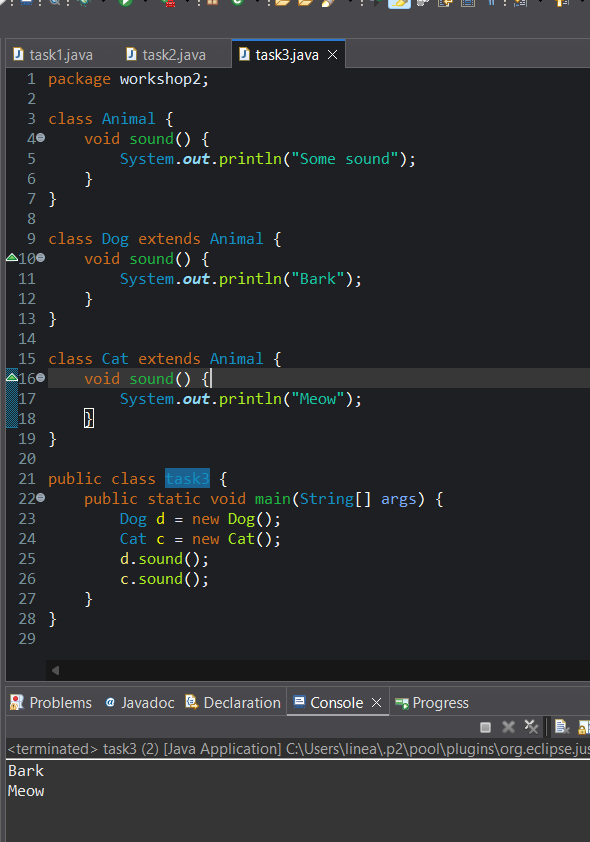 task1.java task2.java task3.java
1 package workshop2;
2
3 class Animal {
4 void sound() {
5 System.out.println("Some sound");
6 }
7 }
8
9 class Dog extends Animal {
10 void sound() {
11 System.out.println("Bark");
12 }
13 }
14
15 class Cat extends Animal {
16 void sound() {
17 System.out.println("Meow");
18 }
19 }
20
21 public class task3 {
22 public static void main(String[] args) {
23 Dog d = new Dog();
24 Cat c = new Cat();
25 d.sound();
26 c.sound();
27 }
28 }
29
Problems @ Javadoc Declaration Console Progress
<terminated> task3 (2) [Java Application] C:\Users\linea\.p2\pool\plugins\org.eclipse.jus
Bark
Meow